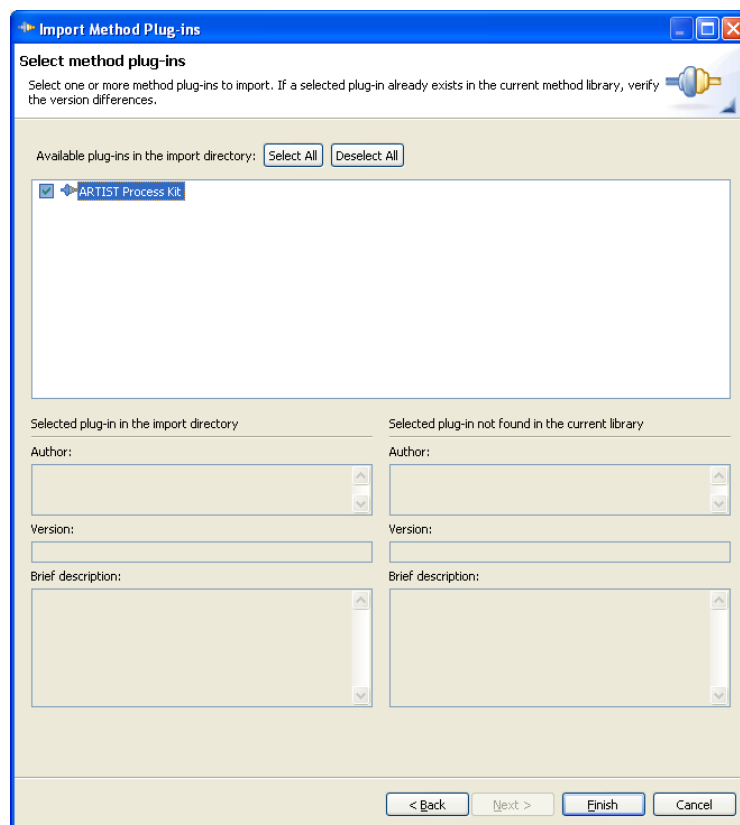 Import Method Plug-ins
Select method plug-ins
Select one or more method plug-ins to import. If a selected plug-in already exists in the current method library, verify
the version differences.
Available plug-ins in the import directory: Select All Deselect All
ARTIST Process Kit
Selected plug-in in the import directory
Selected plug-in not found in the current library
Author:
Author:
Version:
Version:
Brief description:
Brief description:
< Back Next > Finish Cancel